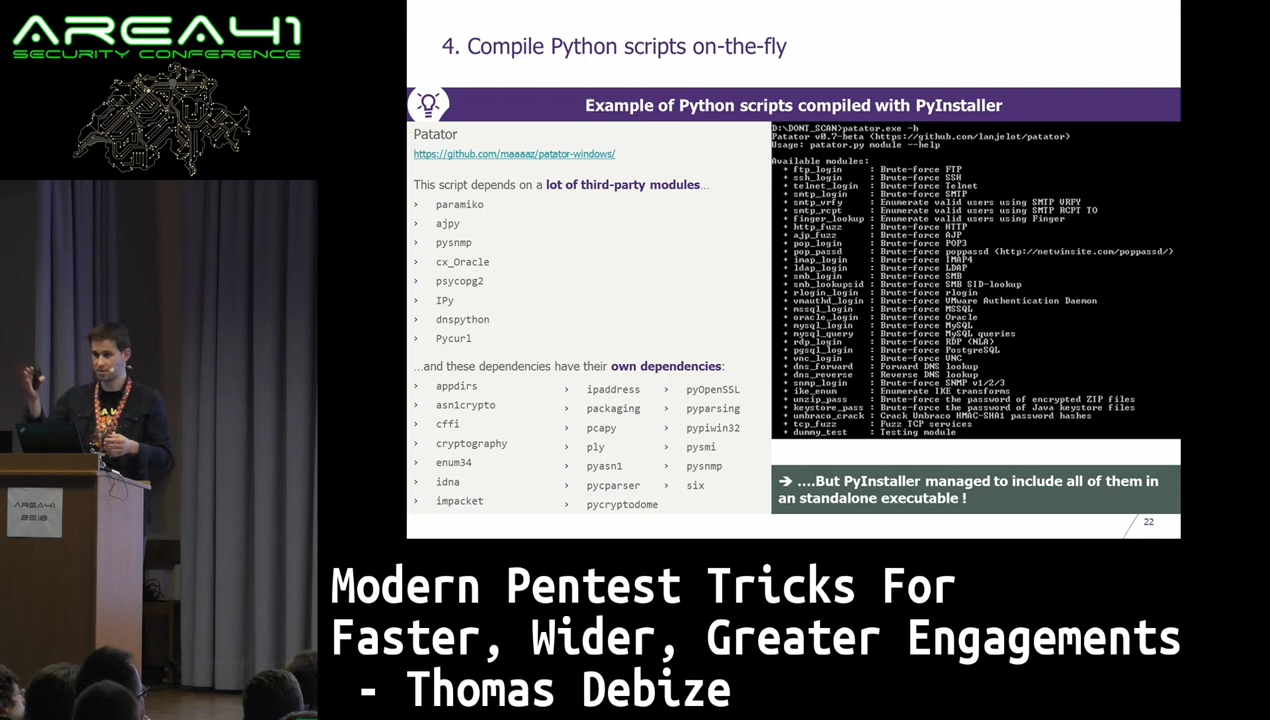 AREA41
SECURITY CONFERENCE
4. Compile Python scripts on-the-fly
Example of Python scripts compiled with PyInstaller
Patator
https://github.com/maaaaz/patator-windows/
This script depends on a lot of third-party modules...
› paramiko
› ajpy
› pysnmp
› cx_Oracle
› psycopg2
› IPy
› dnspython
› Pycurl
...and these dependencies have their own dependencies:
› appdirs
› asn1crypto
› cffi
› cryptography
› enum34
› idna
› impacket
› ipaddress
› packaging
› pcapy
› ply
› pyasn1
› pycparser
› pycryptodome
› pyOpenSSL
› pyparsing
› pypiwin32
› pysmi
› pysnmp
› six
D:\DONT_SCAN>patator.exe -h
Patator v0.7-beta (https://github.com/lanjelot/patator)
Usage: patator.py module --help
Available modules:
+ ftp_login : Brute-force FTP
+ ssh_login : Brute-force SSH
+ telnet_login : Brute-force Telnet
+ smtp_login : Brute-force SMTP
+ smtp_vrfy : Enumerate valid users using SMTP VRFY
+ smtp_rcpt : Enumerate valid users using SMTP RCPT TO
+ finger_lookup : Enumerate valid users using Finger
+ http_fuzz : Brute-force HTTP
+ ajp_fuzz : Brute-force AJP
+ pop_login : Brute-force POP3
+ pop_passd : Brute-force poppassd (http://netwinsite.com/poppassd/)
+ imap_login : Brute-force IMAP4
+ ldap_login : Brute-force LDAP
+ smb_login : Brute-force SMB
+ smb_lookupsid : Brute-force SMB SID-lookup
+ rlogin_login : Brute-force rlogin
+ vmauthd_login : Brute-force VMware Authentication Daemon
+ mssql_login : Brute-force MSSQL
+ oracle_login : Brute-force Oracle
+ mysql_login : Brute-force MySQL
+ mysql_query : Brute-force MySQL queries
+ rdp_login : Brute-force RDP (NLA)
+ pgsql_login : Brute-force PostgreSQL
+ vnc_login : Brute-force VNC
+ dns_forward : Forward DNS lookup
+ dns_reverse : Reverse DNS lookup
+ snmp_login : Brute-force SNMP v1/2/3
+ ike_enum : Enumerate IKE transforms
+ unzip_pass : Brute-force the password of encrypted ZIP files
+ keystore_pass : Brute-force the password of Java keystore files
+ umbraco_crack : Crack Umbraco HMAC-SHA1 password hashes
+ tcp_fuzz : Fuzz TCP services
+ dummy_test : Testing module
➔ ....But PyInstaller managed to include all of them in
an standalone executable !
22
AREA41
2018
Modern Pentest Tricks For
Faster, Wider, Greater Engagements
- Thomas Debize